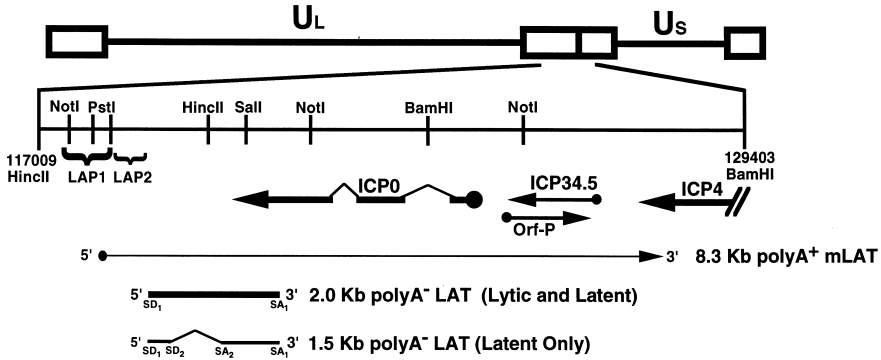 UL US
NotI PstI HincII SalI NotI BamHI NotI
117009 129403
HincII BamHI
LAP1 LAP2
ICP0 ICP34.5 ICP4
Orf-P
5' 3' 8.3 Kb polyA+ mLAT
5' 3' 2.0 Kb polyA- LAT (Lytic and Latent)
SD1 SA1
5' 3' 1.5 Kb polyA- LAT (Latent Only)
SD1 SD2 SA2 SA1